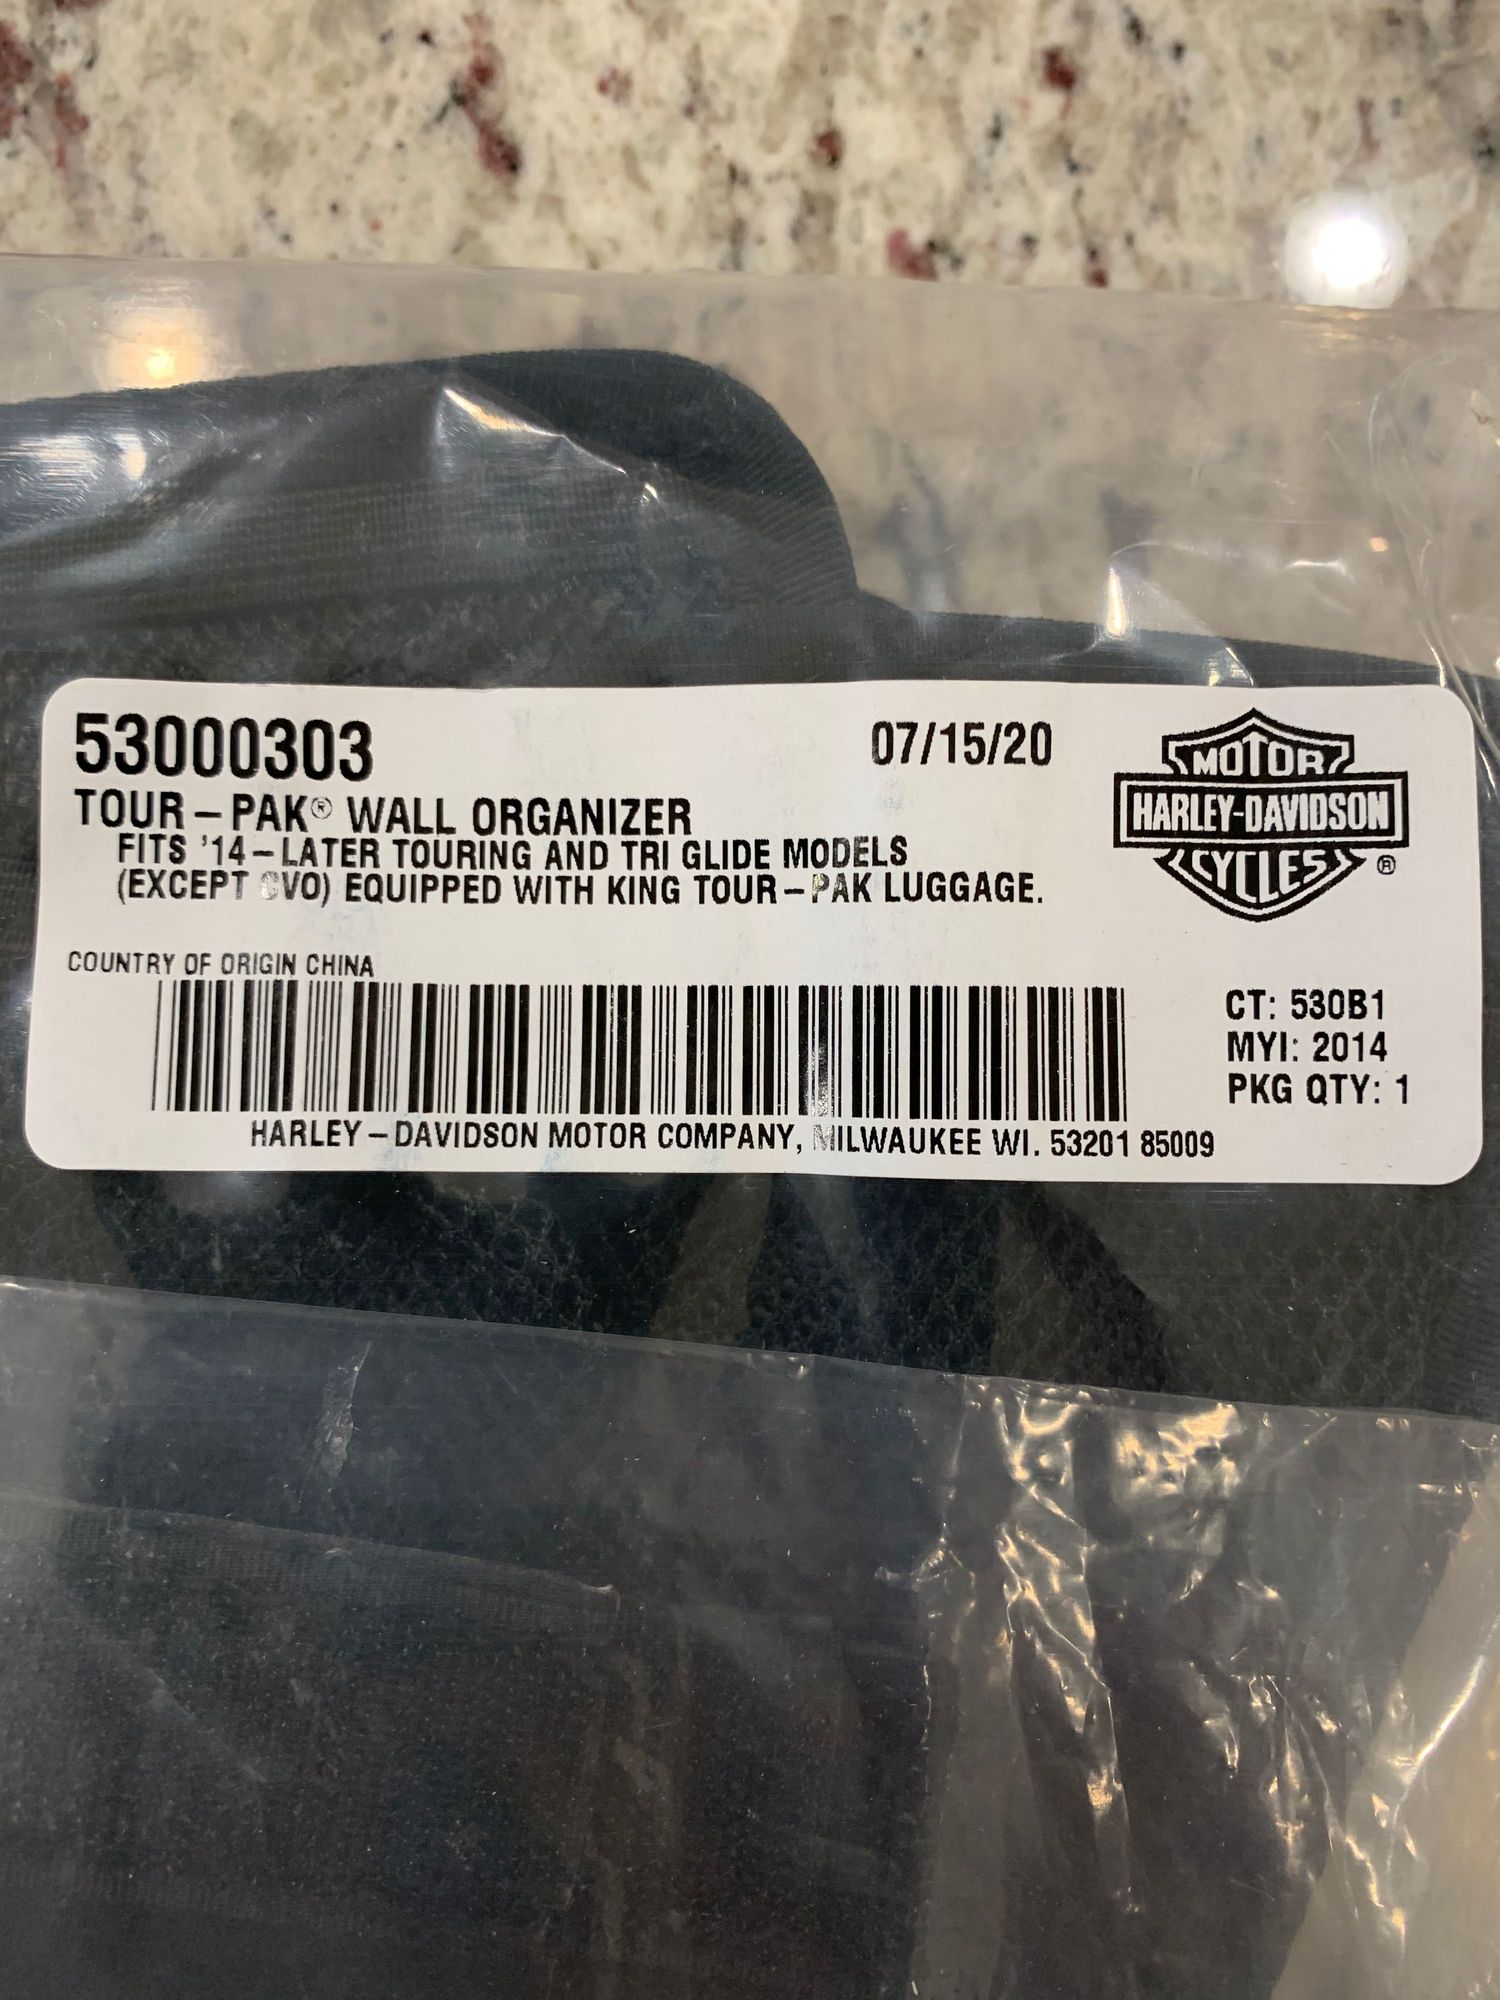 53000303
07/15/20
TOUR-PAK® WALL ORGANIZER
FITS '14-LATER TOURING AND TRI GLIDE MODELS
(EXCEPT CVO) EQUIPPED WITH KING TOUR-PAK LUGGAGE.
MOTOR
HARLEY-DAVIDSON
CYCLES ®
COUNTRY OF ORIGIN CHINA
CT: 530B1
MYI: 2014
PKG QTY: 1
HARLEY-DAVIDSON MOTOR COMPANY, MILWAUKEE WI. 53201 85009